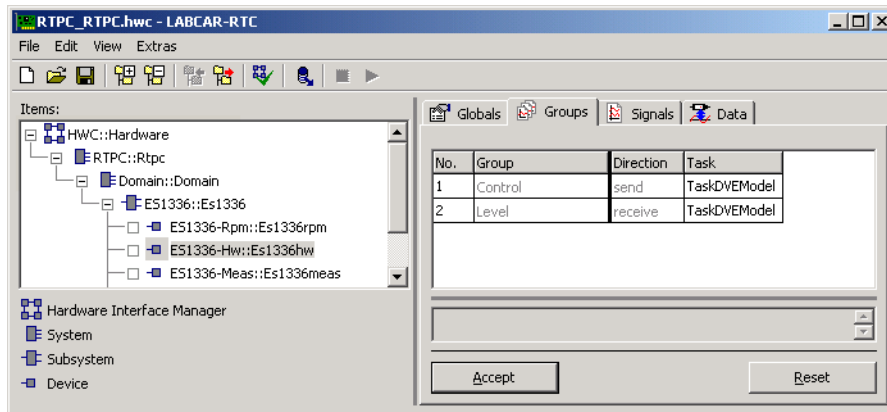 RTPC_RTPC.hwc - LABCAR-RTC
File Edit View Extras
Items:
HWC::Hardware
RTPC::Rtpc
Domain::Domain
ES1336::Es1336
ES1336-Rpm::Es1336rpm
ES1336-Hw::Es1336hw
ES1336-Meas::Es1336meas
Hardware Interface Manager
System
Subsystem
Device
Globals Groups Signals Data
No. Group Direction Task
1 Control send TaskDVEModel
2 Level receive TaskDVEModel
Accept Reset